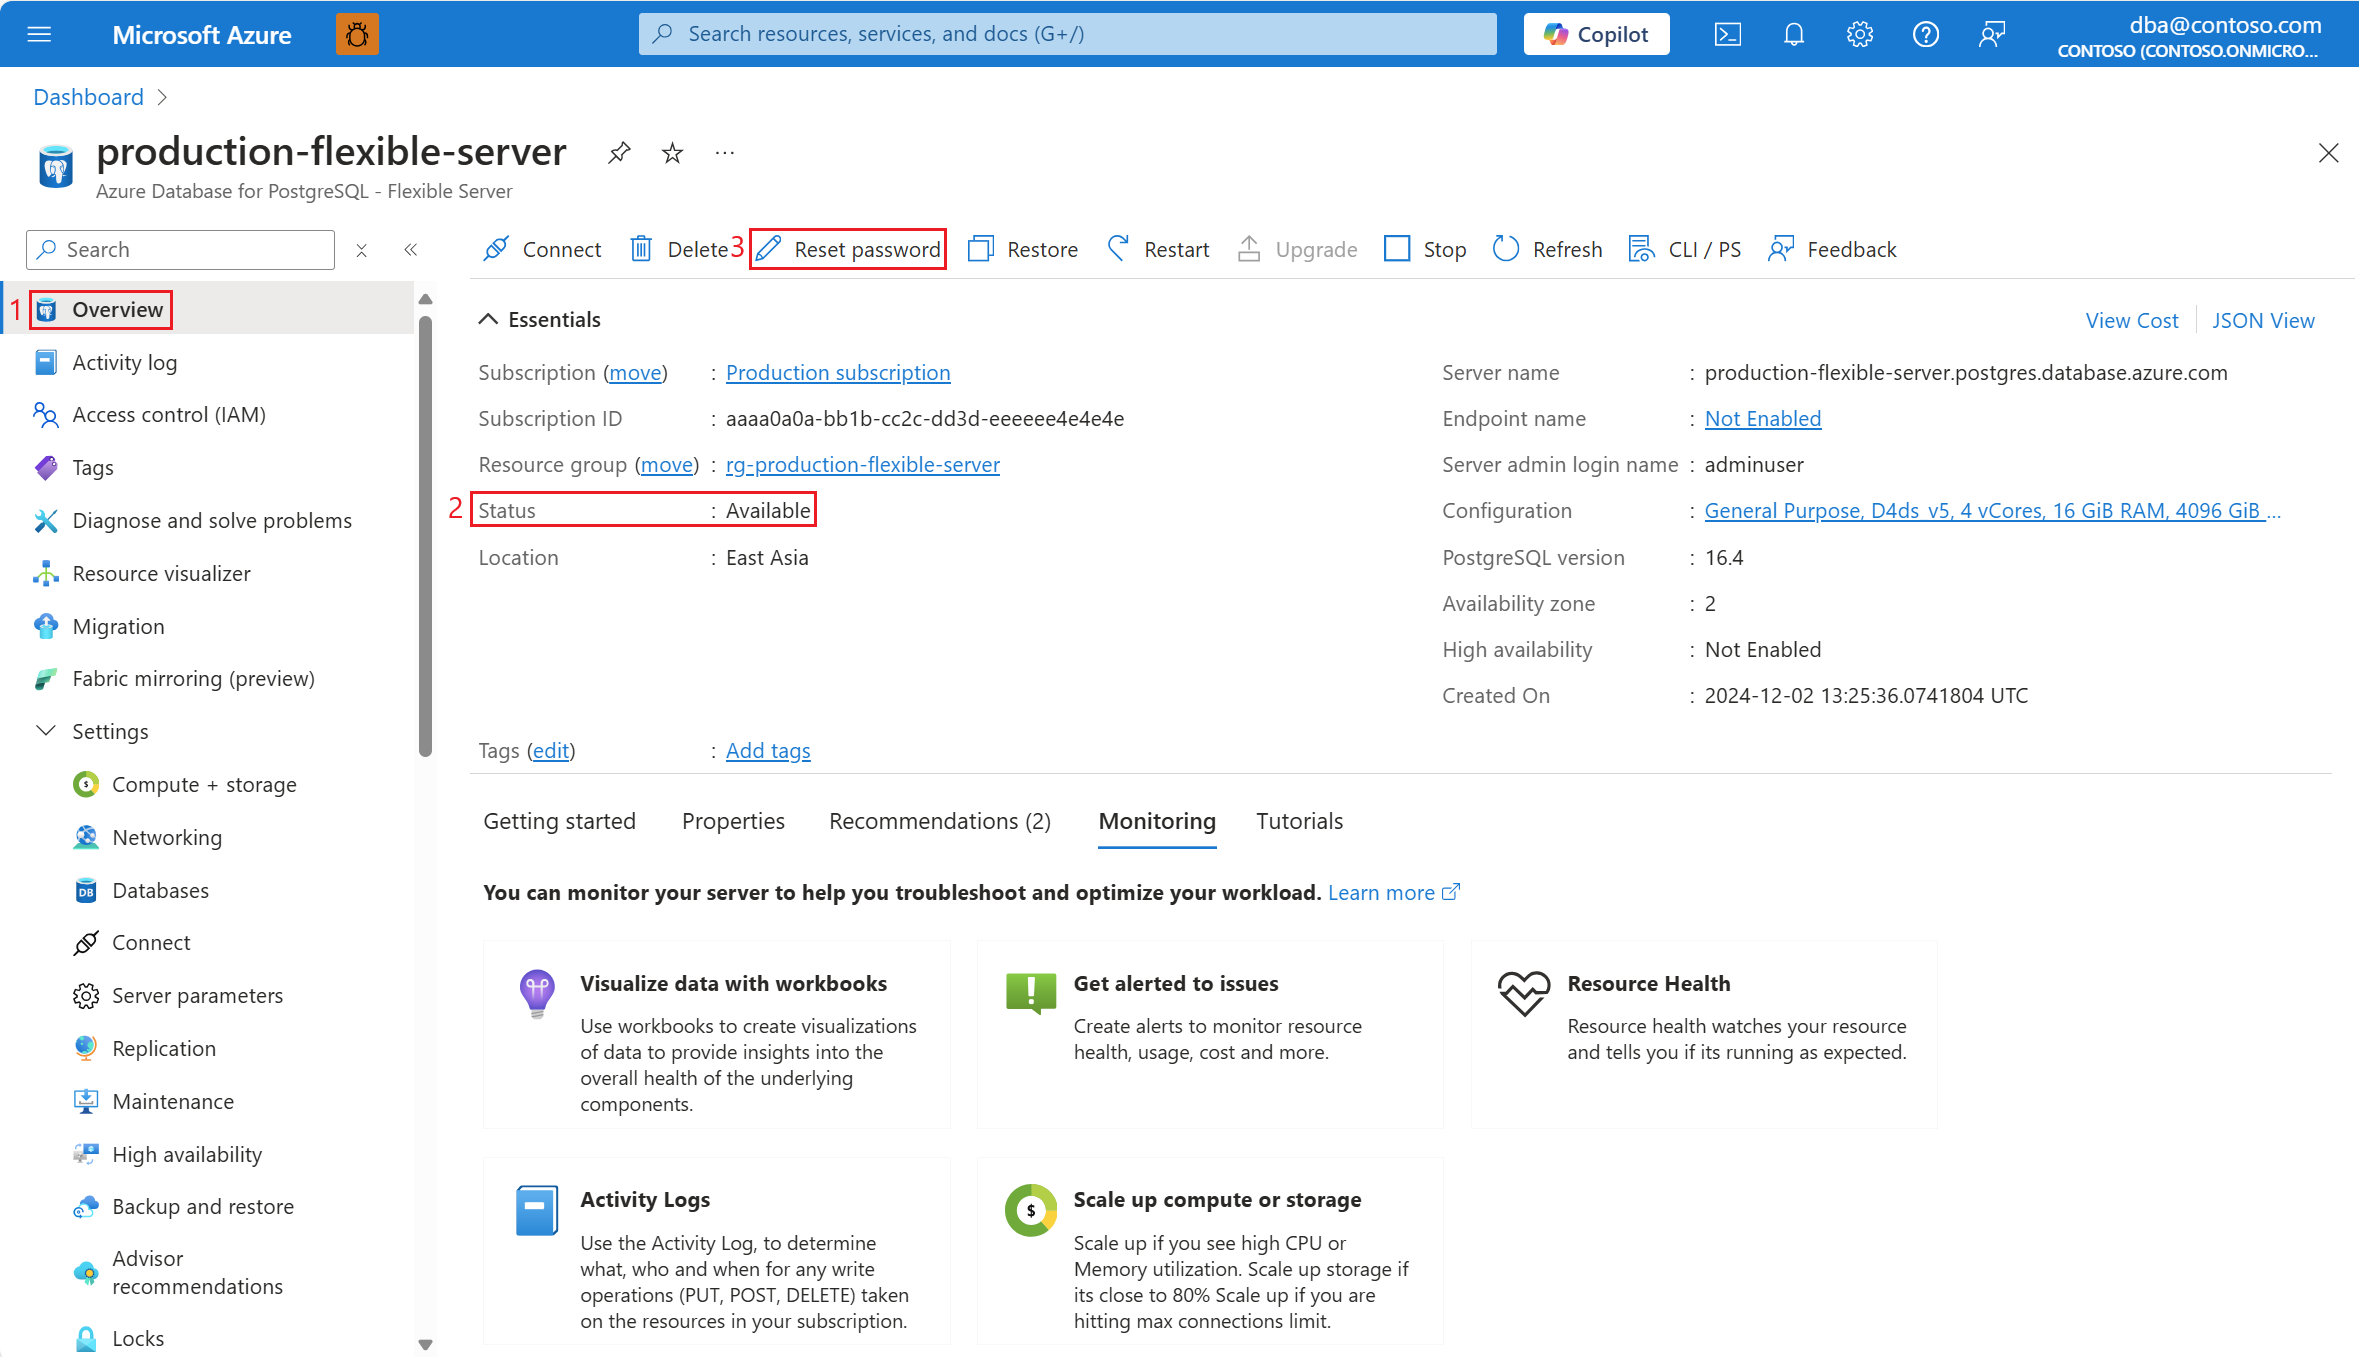 Microsoft Azure
Search resources, services, and docs (G+/)
Copilot
dba@contoso.com
CONTOSO (CONTOSO.ONMICRO...
Dashboard
production-flexible-server
Azure Database for PostgreSQL - Flexible Server
Search
Connect
Delete
3
Reset password
Restore
Restart
Upgrade
Stop
Refresh
CLI / PS
Feedback
1
Overview
Activity log
Access control (IAM)
Tags
Diagnose and solve problems
Resource visualizer
Migration
Fabric mirroring (preview)
Settings
Compute + storage
Networking
DB
Databases
Connect
Server parameters
Replication
Maintenance
High availability
Backup and restore
Advisor
recommendations
Locks
Essentials
View Cost
JSON View
Subscription (move) : Production subscription
Subscription ID : aaaa0a0a-bb1b-cc2c-dd3d-eeeeee4e4e4e
Resource group (move) : rg-production-flexible-server
2
Status : Available
Location : East Asia
Server name : production-flexible-server.postgres.database.azure.com
Endpoint name : Not Enabled
Server admin login name : adminuser
Configuration : General Purpose, D4ds_v5, 4 vCores, 16 GiB RAM, 4096 GiB ...
PostgreSQL version : 16.4
Availability zone : 2
High availability : Not Enabled
Created On : 2024-12-02 13:25:36.0741804 UTC
Tags (edit) : Add tags
Getting started
Properties
Recommendations (2)
Monitoring
Tutorials
You can monitor your server to help you troubleshoot and optimize your workload. Learn more
Visualize data with workbooks
Use workbooks to create visualizations
of data to provide insights into the
overall health of the underlying
components.
Get alerted to issues
Create alerts to monitor resource
health, usage, cost and more.
Resource Health
Resource health watches your resource
and tells you if its running as expected.
Activity Logs
Use the Activity Log, to determine
what, who and when for any write
operations (PUT, POST, DELETE) taken
on the resources in your subscription.
$
Scale up compute or storage
Scale up if you see high CPU or
Memory utilization. Scale up storage if
its close to 80% Scale up if you are
hitting max connections limit.